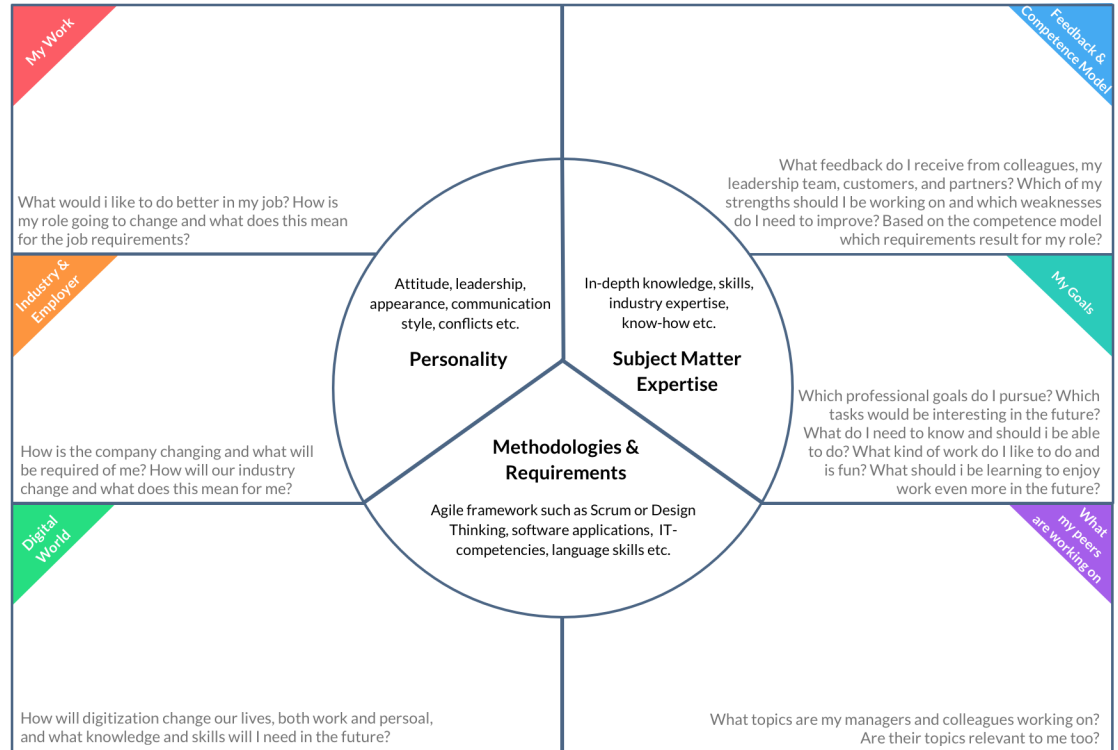 My Work
What would i like to do better in my job? How is
my role going to change and what does this mean
for the job requirements?
Feedback &
Competence Model
What feedback do I receive from colleagues, my
leadership team, customers, and partners? Which of my
strengths should I be working on and which weaknesses
do I need to improve? Based on the competence model
which requirements result for my role?
Industry &
Employer
How is the company changing and what will
be required of me? How will our industry
change and what does this mean for me?
Attitude, leadership,
appearance, communication
style, conflicts etc.
Personality
In-depth knowledge, skills,
industry expertise,
know-how etc.
Subject Matter
Expertise
Methodologies &
Requirements
Agile framework such as Scrum or Design
Thinking, software applications, IT-
competencies, language skills etc.
My Goals
Which professional goals do I pursue? Which
tasks would be interesting in the future?
What do I need to know and should i be able
to do? What kind of work do I like to do and
is fun? What should i be learning to enjoy
work even more in the future?
Digital
World
How will digitization change our lives, both work and persoal,
and what knowledge and skills will I need in the future?
What
my peers
are working on
What topics are my managers and colleagues working on?
Are their topics relevant to me too?